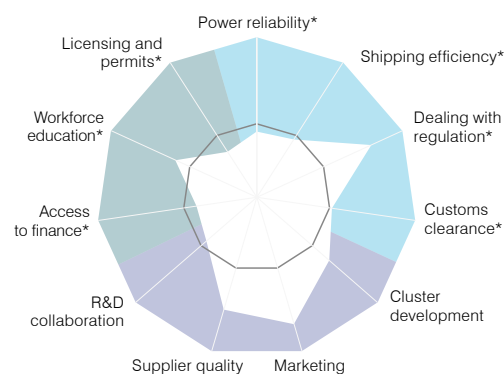 Power reliability*
Shipping efficiency*
Dealing with
regulation*
Customs
clearance*
Cluster
development
Marketing
Supplier quality
R&D
collaboration
Access
to finance*
Workforce
education*
Licensing and
permits*